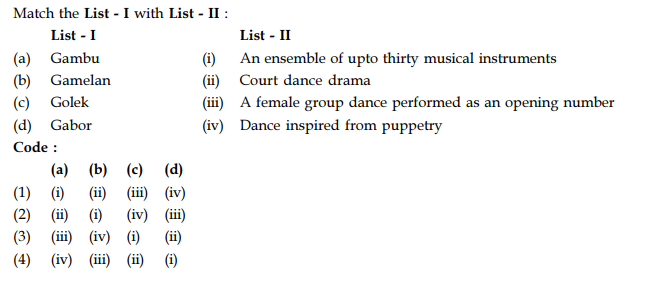 Match the List - I with List - II :
List - I List - II
(a) Gambu (i) An ensemble of upto thirty musical instruments
(b) Gamelan (ii) Court dance drama
(c) Golek (iii) A female group dance performed as an opening number
(d) Gabor (iv) Dance inspired from puppetry
Code :
(a) (b) (c) (d)
(1) (i) (ii) (iii) (iv)
(2) (ii) (i) (iv) (iii)
(3) (iii) (iv) (i) (ii)
(4) (iv) (iii) (ii) (i)